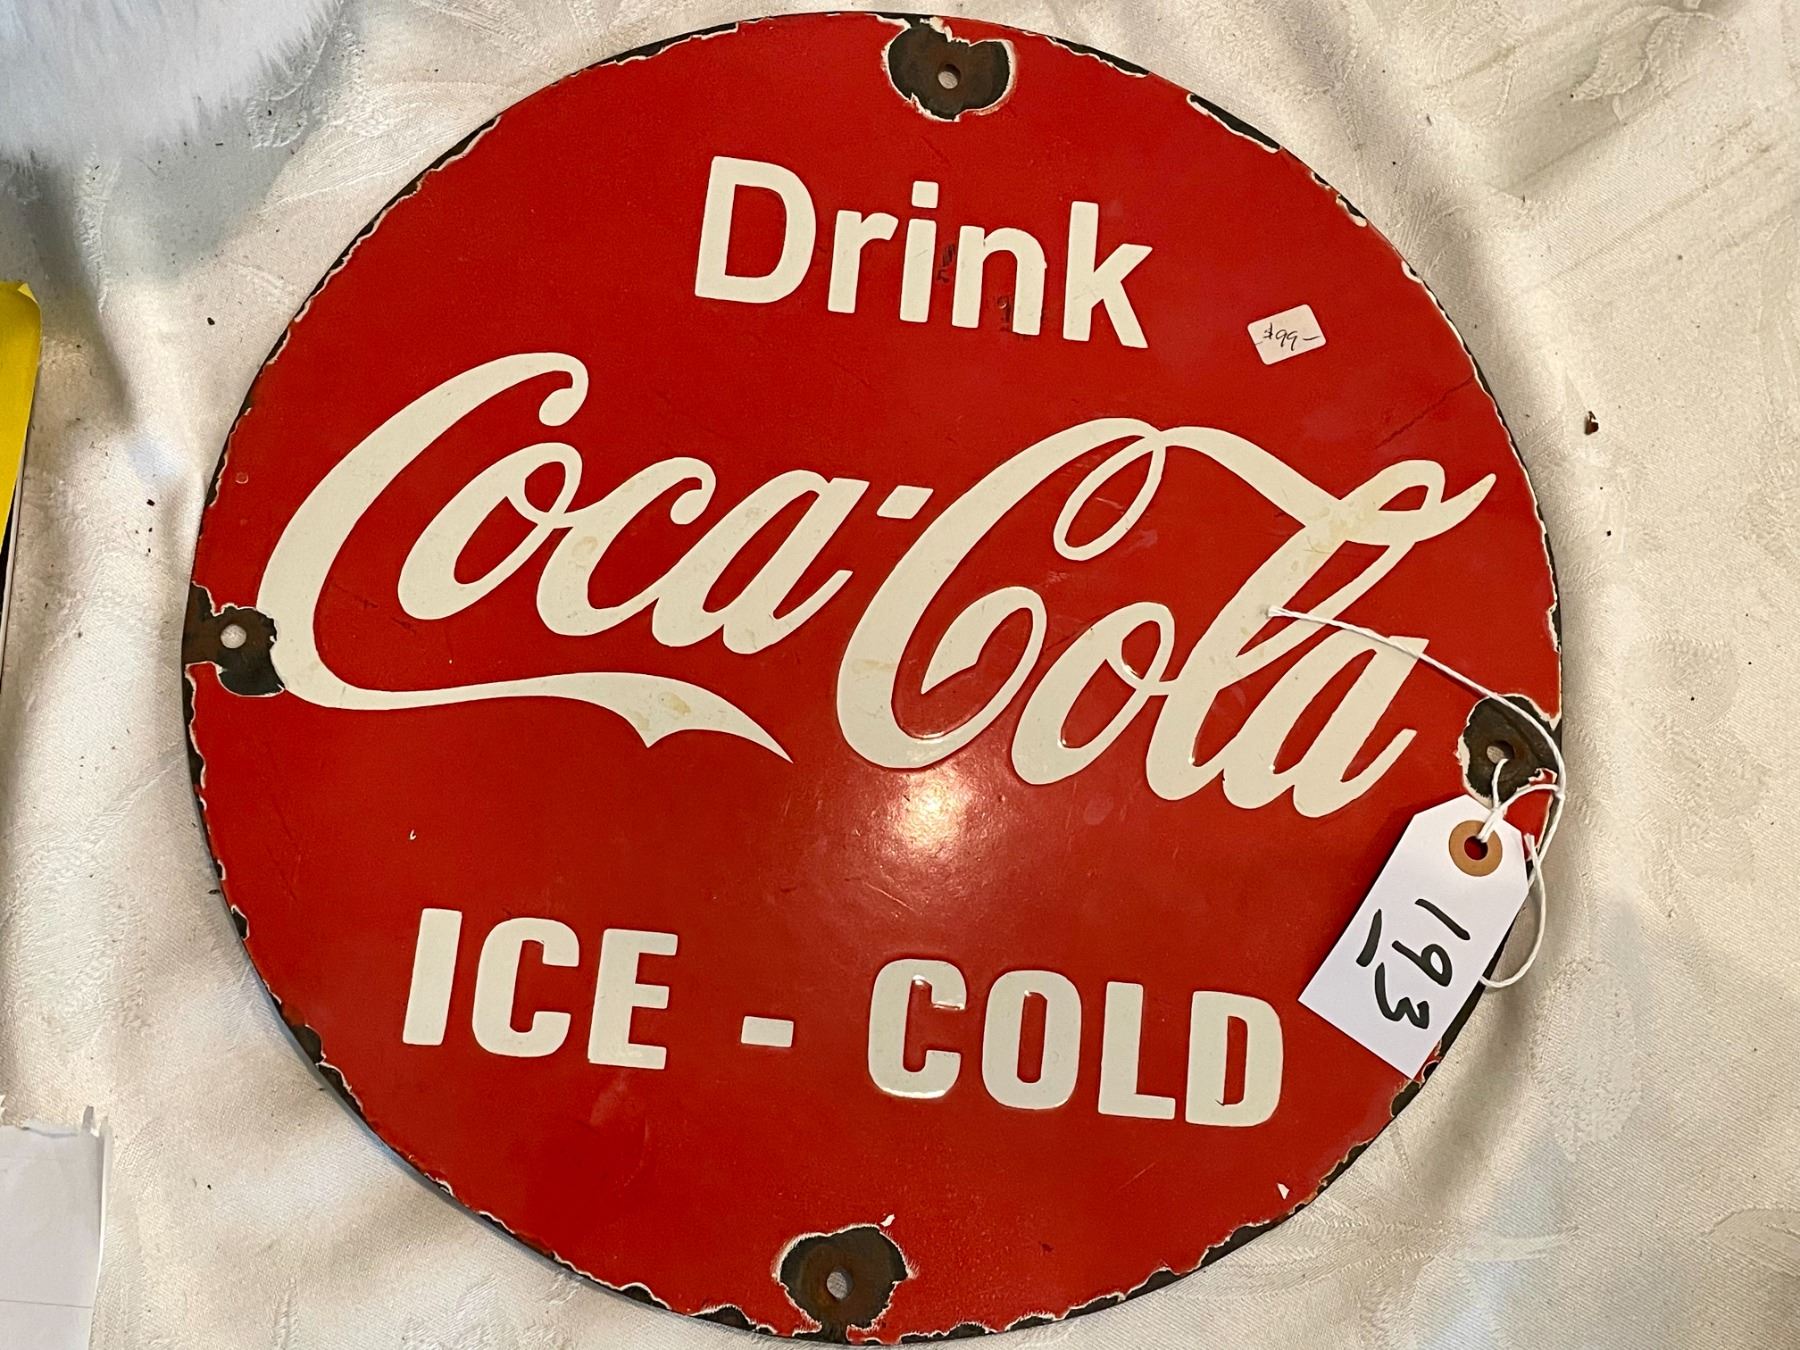 Drink
$99-
Coca-Cola
ICE - COLD
193